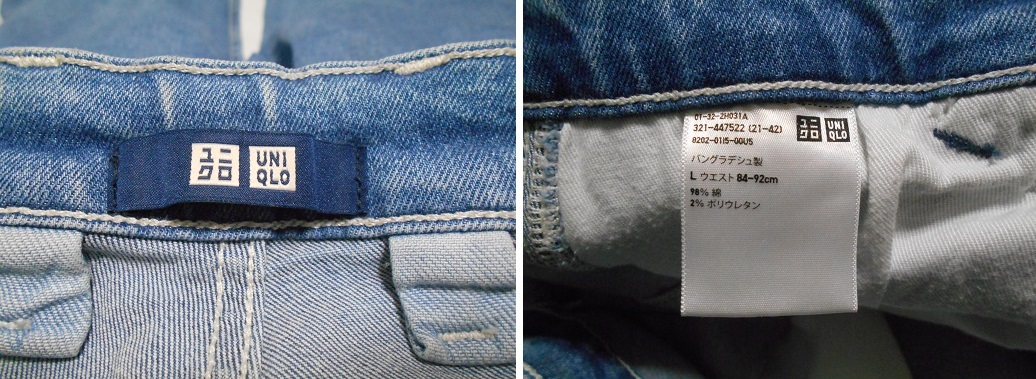 ユニ
クロ
UNI
QLO
01-32-2H031A
321-447522 (21-42)
8202-0115-00U5
ユニ
クロ
UNI
QLO
バングラデシュ製
L ウエスト 84-92cm
98% 綿
2% ポリウレタン